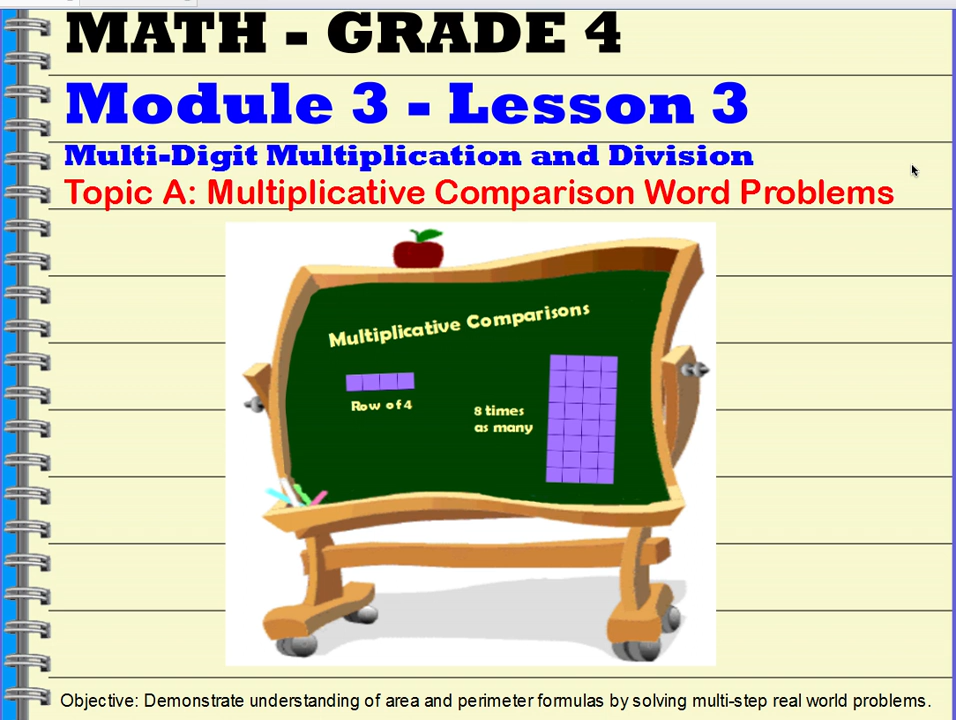 MATH - GRADE 4
Module 3 - Lesson 3
Multi-Digit Multiplication and Division
Topic A: Multiplicative Comparison Word Problems
Multiplicative Comparisons
Row of 4
8 times
as many
Objective: Demonstrate understanding of area and perimeter formulas by solving multi-step real world problems.